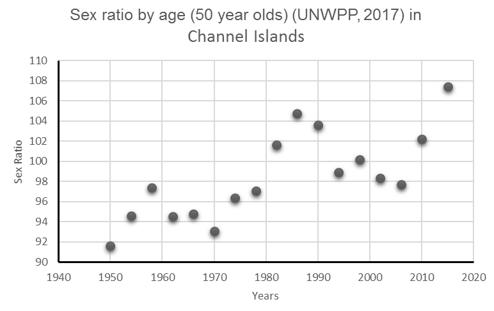 Sex ratio by age (50 year olds) (UNWPP, 2017) in
Channel Islands
110
108
106
104
102
100
98
96
94
92
90
Sex Ratio
1940 1950 1960 1970 1980 1990 2000 2010 2020
Years